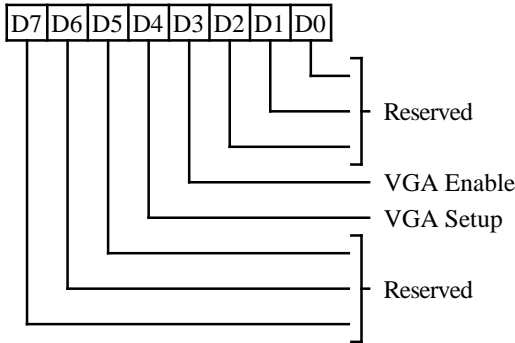 D7 D6 D5 D4 D3 D2 D1 D0
Reserved
VGA Enable
VGA Setup
Reserved